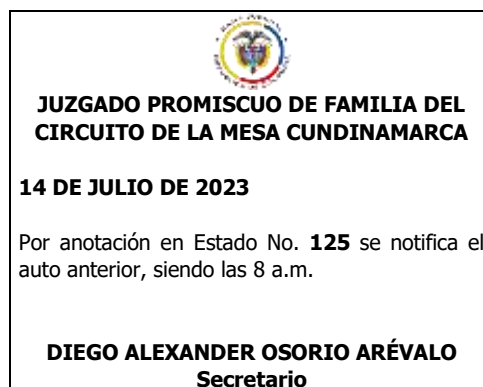 JUZGADO PROMISCUO DE FAMILIA DEL
CIRCUITO DE LA MESA CUNDINAMARCA
14 DE JULIO DE 2023
Por anotación en Estado No. 125 se notifica el
auto anterior, siendo las 8 a.m.
DIEGO ALEXANDER OSORIO ARÉVALO
Secretario